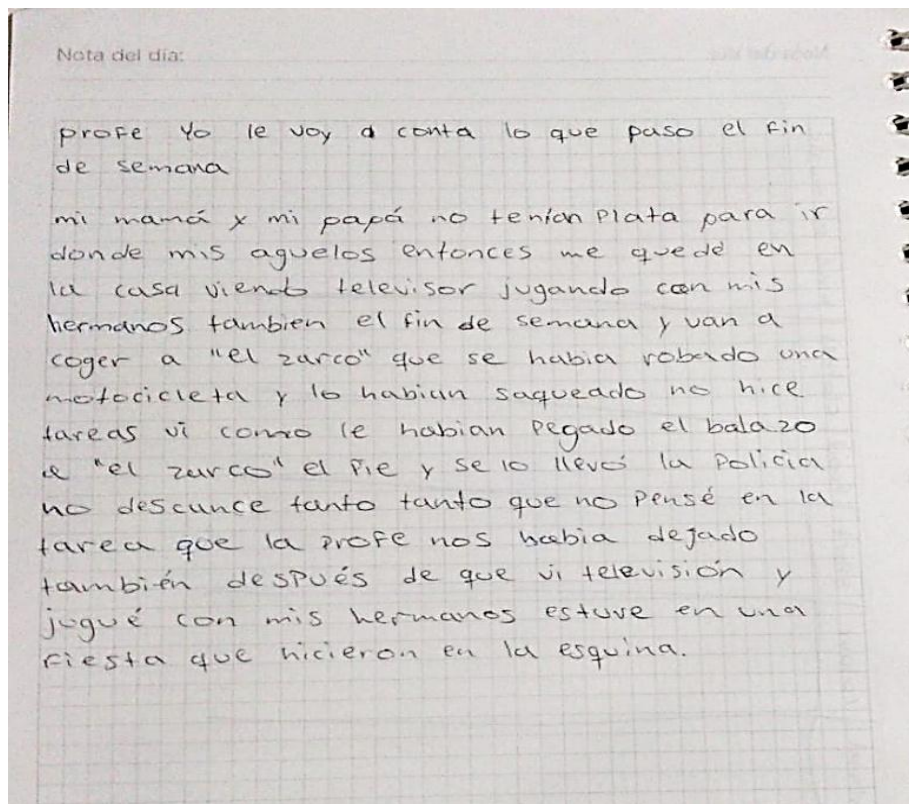 Nota del dia:
profe Yo le voy a conta lo que paso el fin
de semana
mi mamá y mi papá no tenían Plata para ir
donde mis aguelos entonces me quedé en
la casa viendo televisor jugando con mis
hermanos tambien el fin de semana y van a
coger a "el zarco" que se habia robado una
motocicleta y lo habian saqueado no hice
tareas vi como le habian pegado el balazo
a "el zarco" el Pie y se lo llevó la Policia
no descance tanto tanto que no Pensé en la
tarea que la profe nos habia dejado
también después de que vi televisión y
jugué con mis hermanos estuve en una
fiesta que hicieron en la esquina.